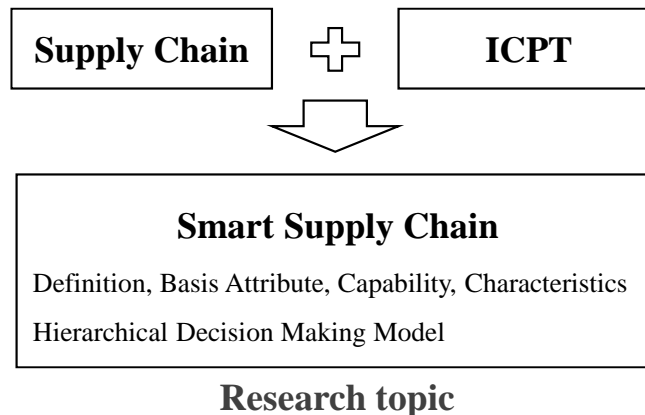 Supply Chain
ICPT
Smart Supply Chain
Definition, Basis Attribute, Capability, Characteristics
Hierarchical Decision Making Model
Research topic